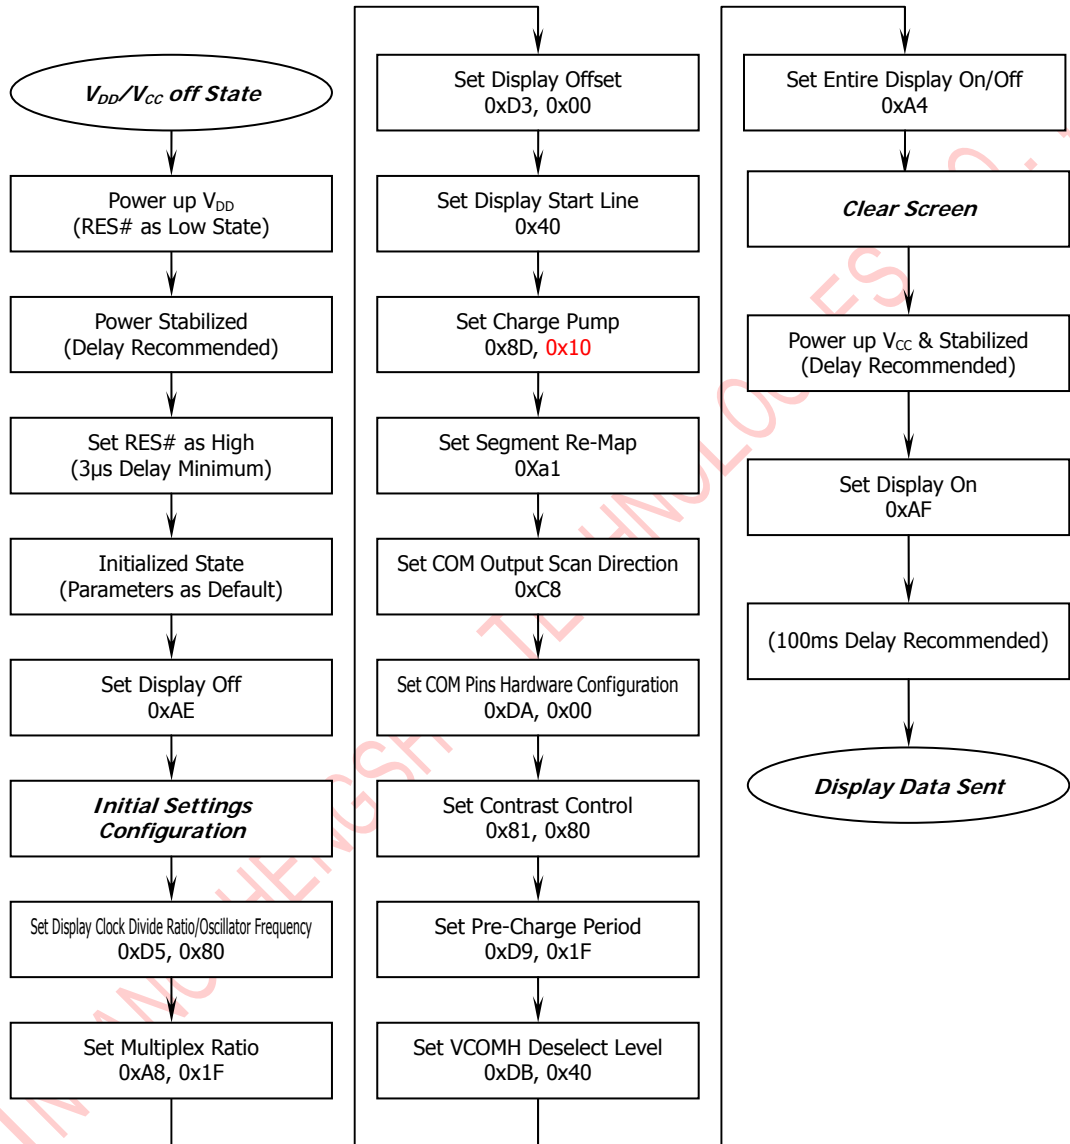 V_DD/V_CC off State
Power up V_DD
(RES# as Low State)
Power Stabilized
(Delay Recommended)
Set RES# as High
(3µs Delay Minimum)
Initialized State
(Parameters as Default)
Set Display Off
0xAE
Initial Settings
Configuration
Set Display Clock Divide Ratio/Oscillator Frequency
0xD5, 0x80
Set Multiplex Ratio
0xA8, 0x1F
Set Display Offset
0xD3, 0x00
Set Display Start Line
0x40
Set Charge Pump
0x8D, 0x10
Set Segment Re-Map
0Xa1
Set COM Output Scan Direction
0xC8
Set COM Pins Hardware Configuration
0xDA, 0x00
Set Contrast Control
0x81, 0x80
Set Pre-Charge Period
0xD9, 0x1F
Set VCOMH Deselect Level
0xDB, 0x40
Set Entire Display On/Off
0xA4
Clear Screen
Power up V_CC & Stabilized
(Delay Recommended)
Set Display On
0xAF
(100ms Delay Recommended)
Display Data Sent